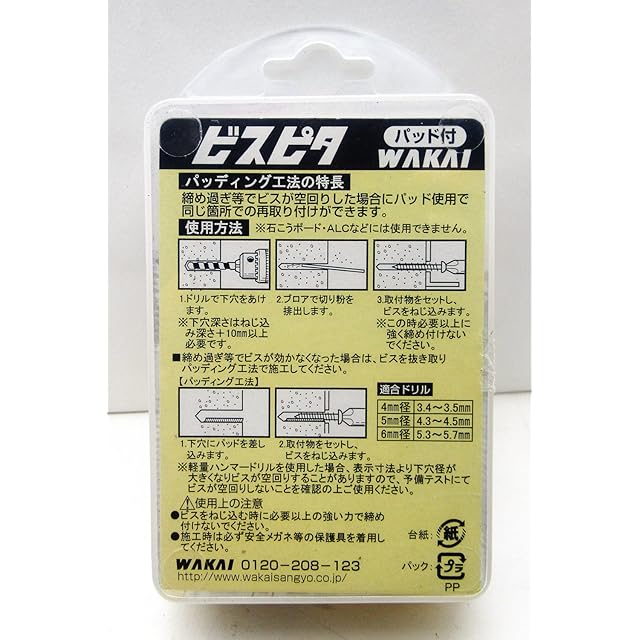 ビスピタ
パッド付
WAKAI
パッディング工法の特長
締め過ぎ等でビスが空回りした場合にパッド使用で
同じ箇所での再取り付けができます。
使用方法 ※石こうボード・ALCなどには使用できません。
1.ドリルで下穴をあけ
ます。
※下穴深さはねじ込
み深さ+10mm以上
必要です。
2.ブロアで切り粉を
排出します。
3.取付物をセットし、
ビスをねじ込みます。
※この時必要以上に
強く締め付けない
でください。
■締め過ぎ等でビスが効かなくなった場合は、ビスを抜き取り
パッディング工法で施工してください。
【パッディング工法】
1.下穴にパッドを差し
込みます。
2.取付物をセットし、
ビスをねじ込みます。
適合ドリル
4mm径 3.4〜3.5mm
5mm径 4.3〜4.5mm
6mm径 5.3〜5.7mm
※軽量ハンマードリルを使用した場合、表示寸法より下穴径が
大きくなりビスが空回りすることがありますので、予備テストにて
ビスが空回りしないことを確認の上ご使用ください。
⚠使用上の注意
●ビスをねじ込む時に必要以上の強い力で締め
付けないでください。
●施工時は必ず安全メガネ等の保護具を着用し
てください。
台紙: 紙
パック: プラ
PP
WAKAI 0120-208-123
http://www.wakaisangyo.co.jp/